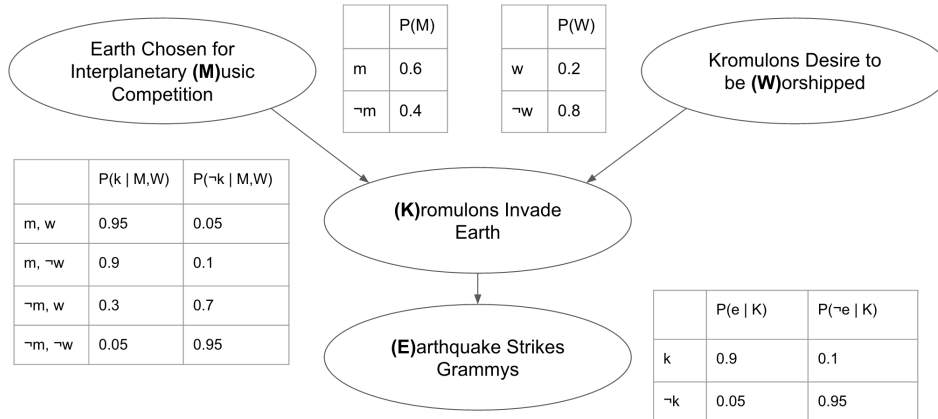 Earth Chosen for
Interplanetary (M)usic
Competition
P(M)
m 0.6
¬m 0.4
P(W)
w 0.2
¬w 0.8
Kromulons Desire to
be (W)orshipped
P(k | M,W) P(¬k | M,W)
m, w 0.95 0.05
m, ¬w 0.9 0.1
¬m, w 0.3 0.7
¬m, ¬w 0.05 0.95
(K)romulons Invade
Earth
(E)arthquake Strikes
Grammys
P(e | K) P(¬e | K)
k 0.9 0.1
¬k 0.05 0.95